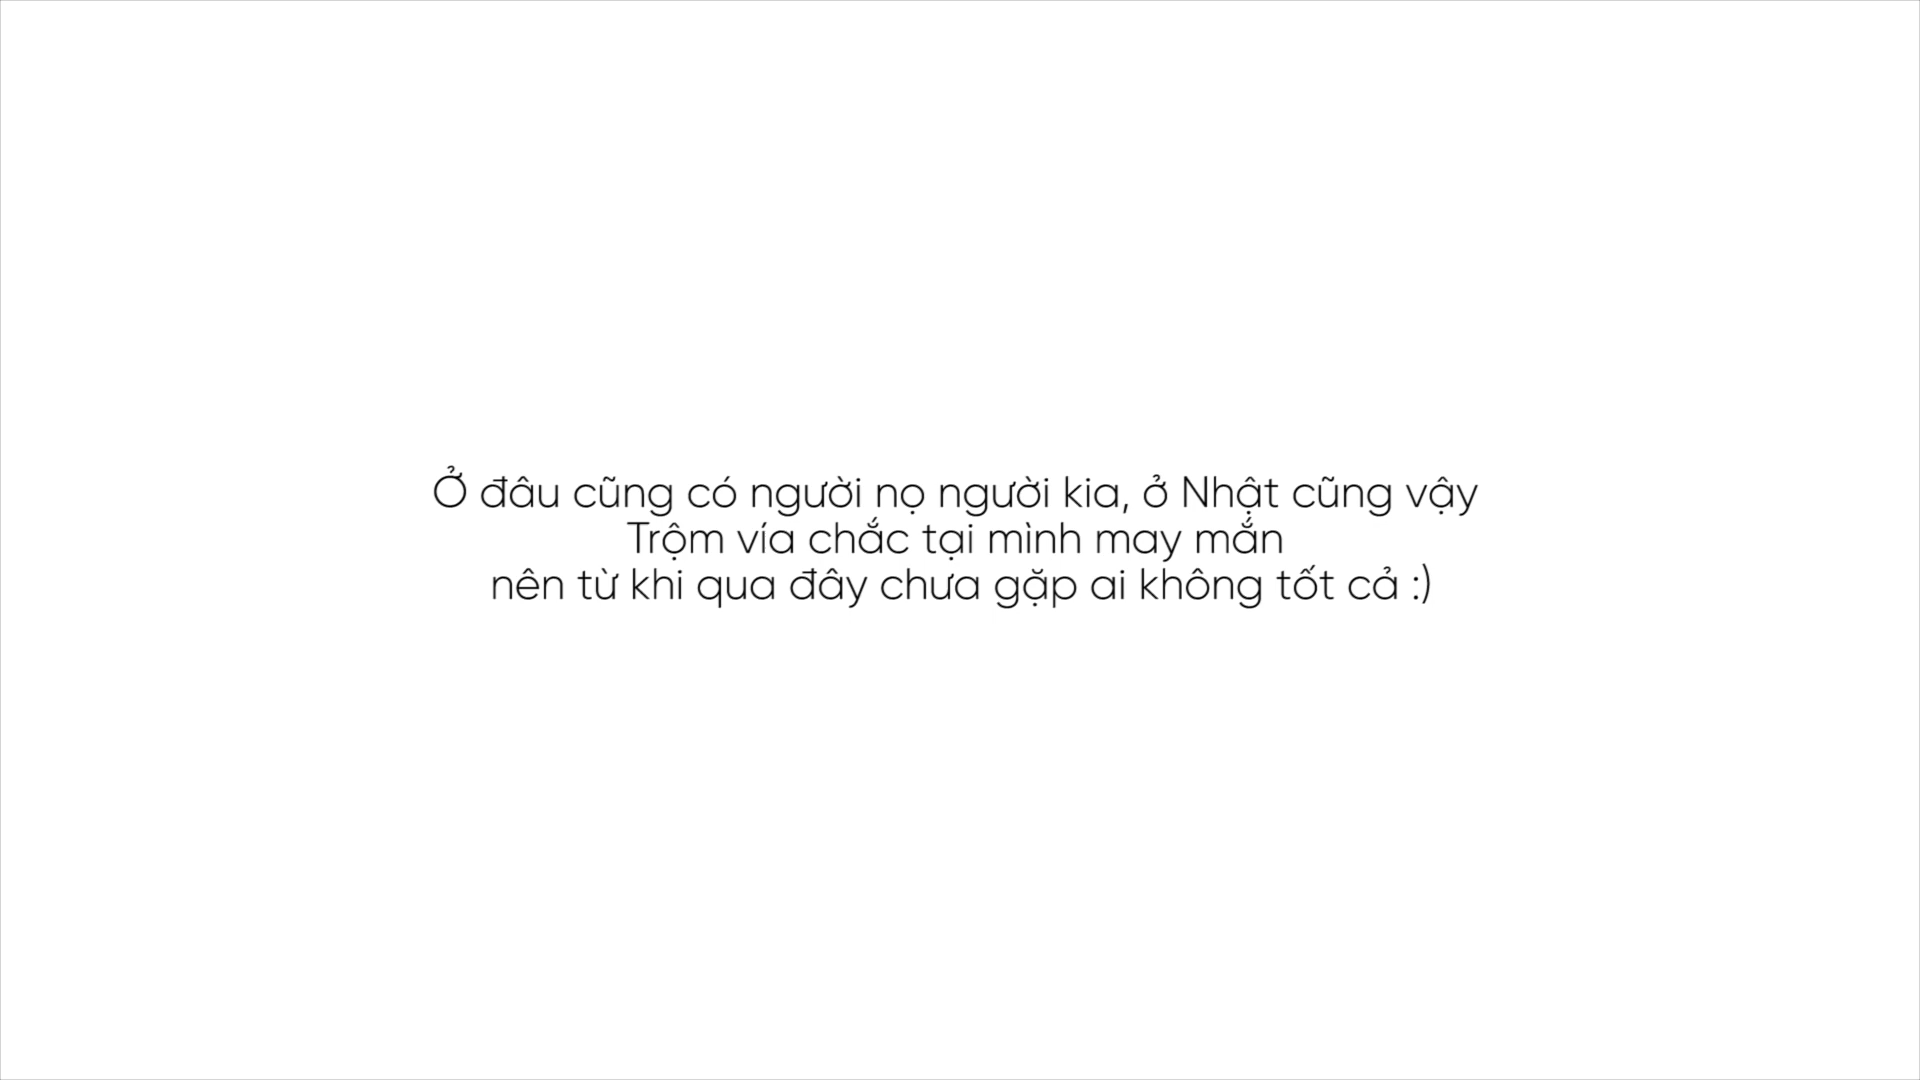 Ở đâu cũng có người nọ người kia, ở Nhật cũng vậy
Trộm vía chắc tại mình may mắn
nên từ khi qua đây chưa gặp ai không tốt cả :)